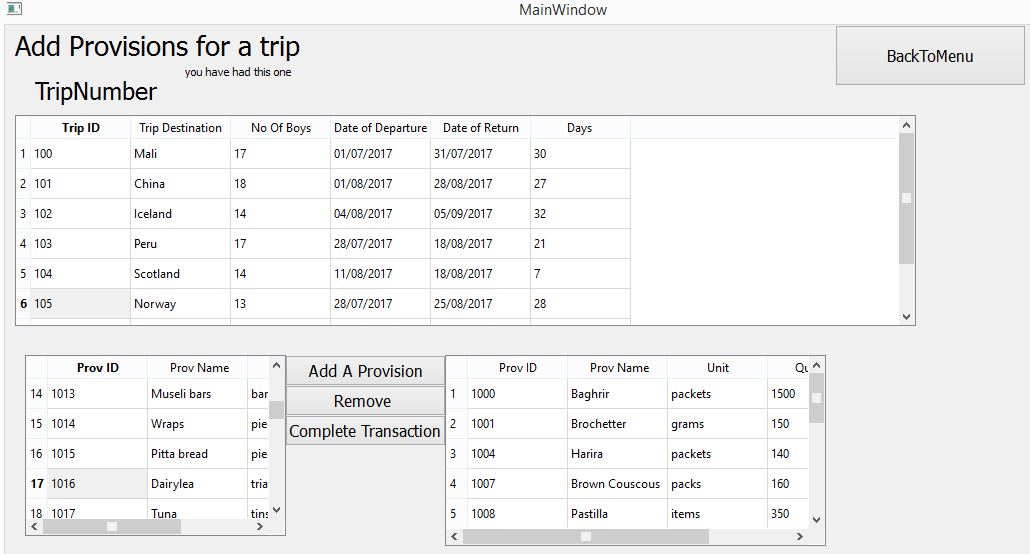 MainWindow
Add Provisions for a trip
BackToMenu
you have had this one
TripNumber
Trip ID Trip Destination No Of Boys Date of Departure Date of Return Days
1 100 Mali 17 01/07/2017 31/07/2017 30
2 101 China 18 01/08/2017 28/08/2017 27
3 102 Iceland 14 04/08/2017 05/09/2017 32
4 103 Peru 17 28/07/2017 18/08/2017 21
5 104 Scotland 14 11/08/2017 18/08/2017 7
6 105 Norway 13 28/07/2017 25/08/2017 28
Prov ID Prov Name
14 1013 Museli bars bar
15 1014 Wraps pie
16 1015 Pitta bread pie
17 1016 Dairylea tria
18 1017 Tuna tins
Add A Provision
Remove
Complete Transaction
Prov ID Prov Name Unit Qu
1 1000 Baghrir packets 1500
2 1001 Brochetter grams 150
3 1004 Harira packets 140
4 1007 Brown Couscous packs 160
5 1008 Pastilla items 350